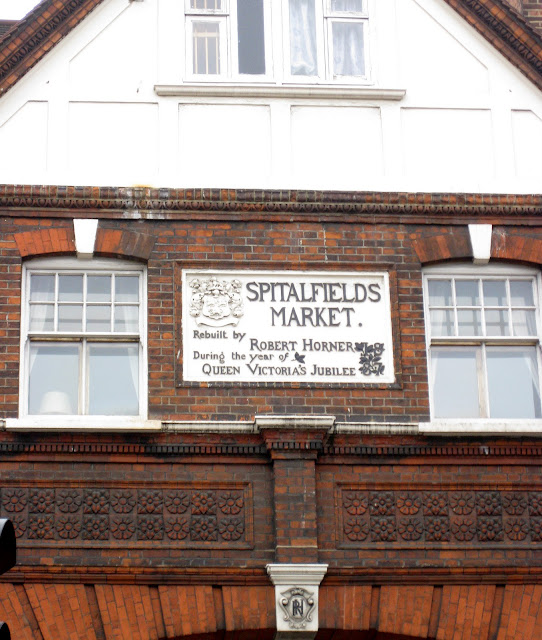 SPITALFIELDS
MARKET.
Rebuilt by
ROBERT HORNER
During the year of
QUEEN VICTORIA'S JUBILEE